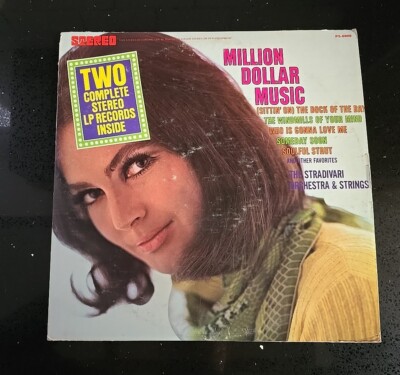 STEREO
TWO
COMPLETE
STEREO
LP RECORDS
INSIDE
MILLION
DOLLAR
MUSIC
(SITTIN' ON) THE DOCK OF THE BAY
THE WINDMILLS OF YOUR MIND
WHO IS GONNA LOVE ME
SOMEDAY SOON
SOULFUL STRUT
AND OTHER FAVORITES
THE STRADIVARI
ORCHESTRA & STRINGS